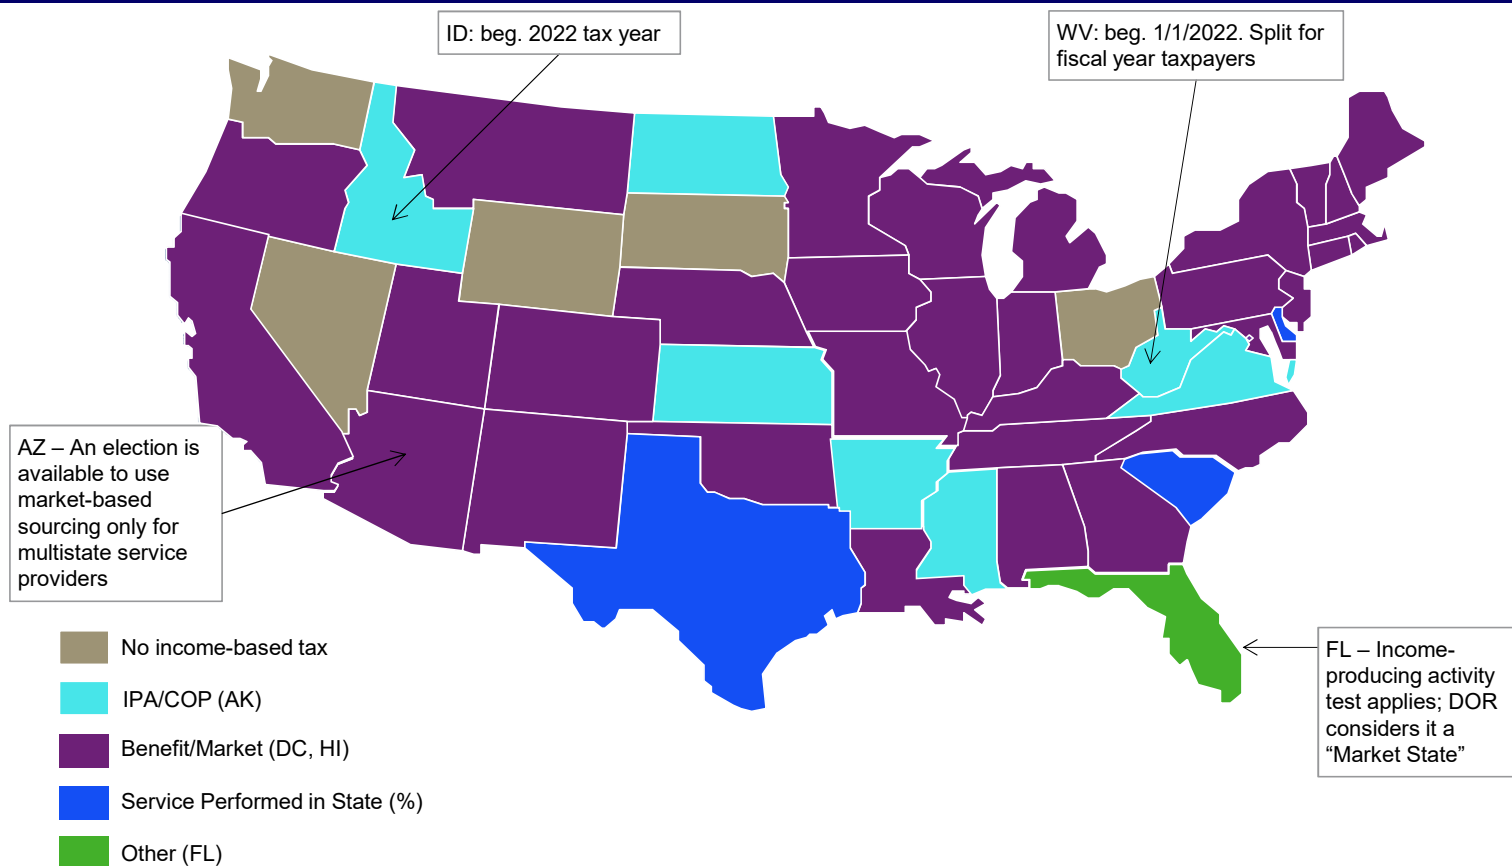 ID: beg. 2022 tax year
WV: beg. 1/1/2022. Split for
fiscal year taxpayers
AZ – An election is
available to use
market-based
sourcing only for
multistate service
providers
No income-based tax
IPA/COP (AK)
Benefit/Market (DC, HI)
Service Performed in State (%)
Other (FL)
FL – Income-
producing activity
test applies; DOR
considers it a
“Market State”